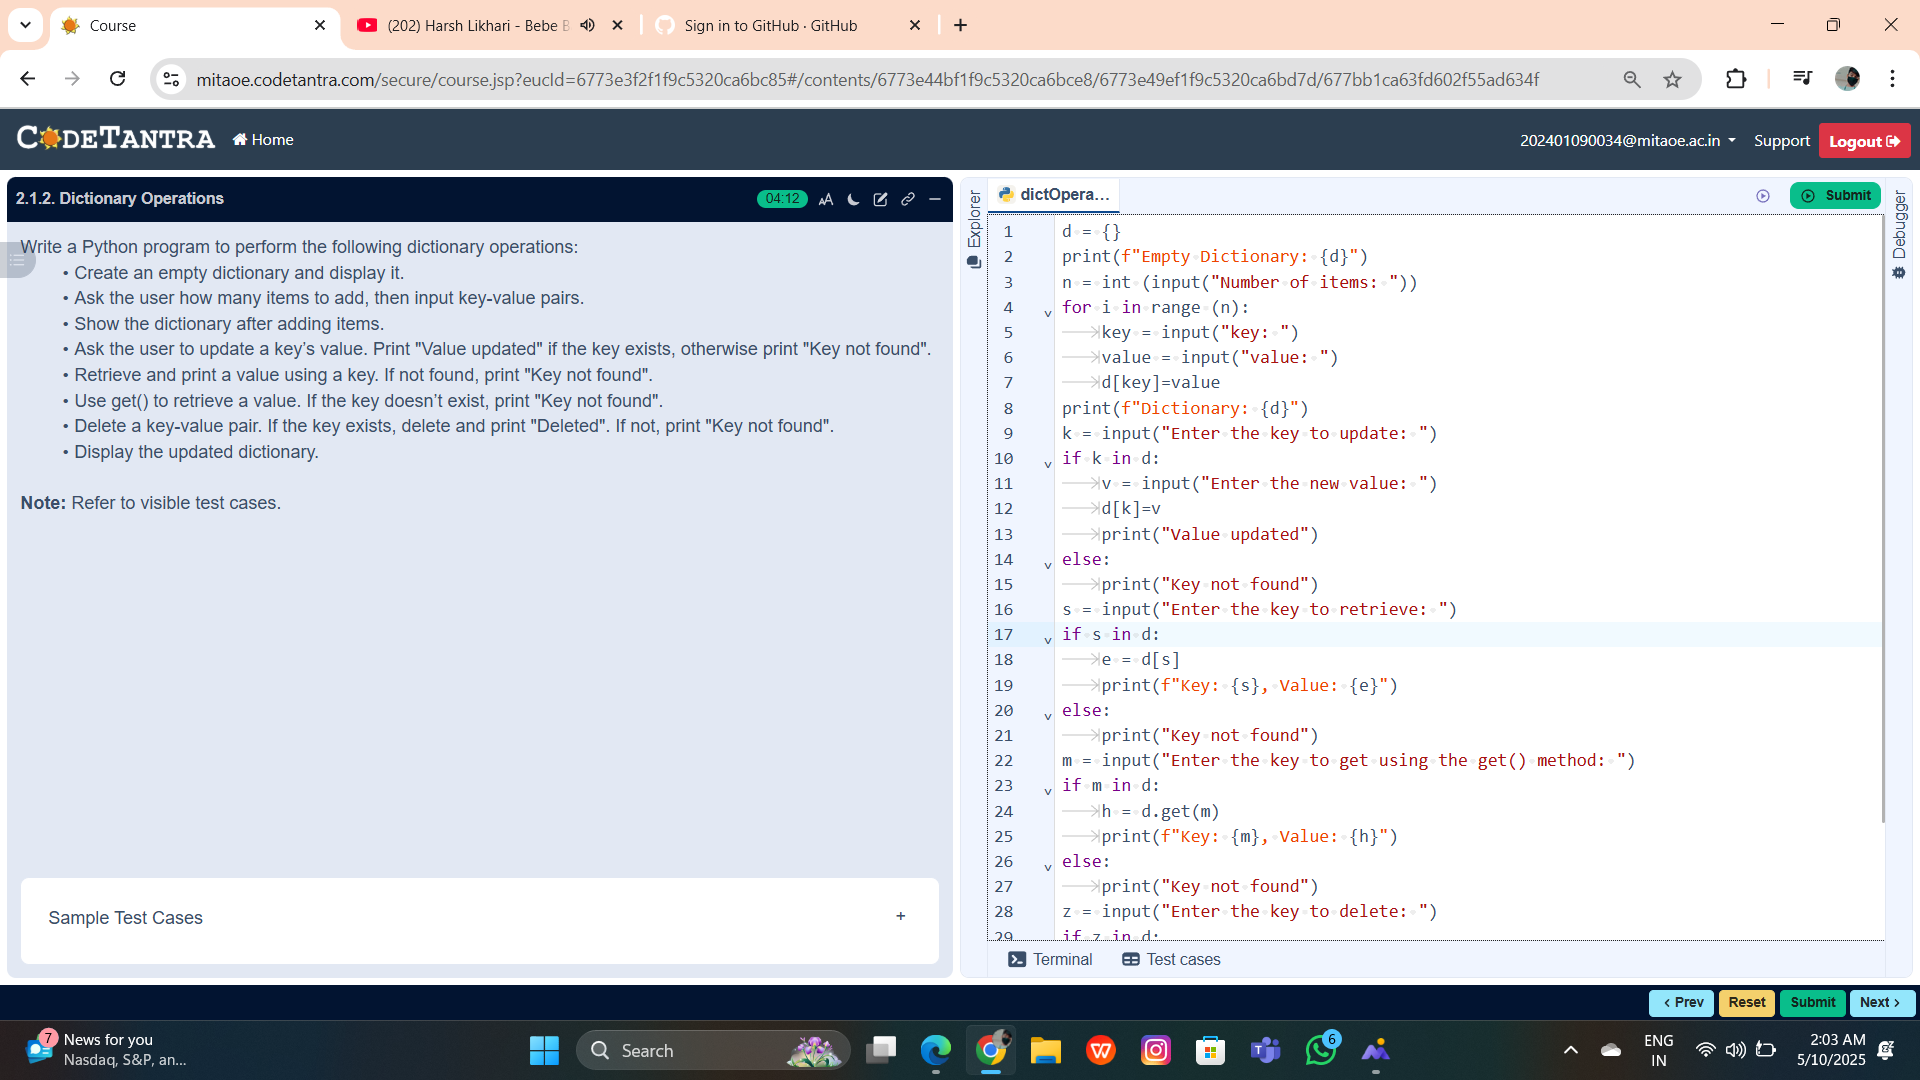 Course
(202) Harsh Likhari - Bebe B
Sign in to GitHub · GitHub
mitaoe.codetantra.com/secure/course.jsp?eucId=6773e3f2f1f9c5320ca6bc85#/contents/6773e44bf1f9c5320ca6bce8/6773e49ef1f9c5320ca6bd7d/677bb1ca63fd602f55ad634f
CODETANTRA
Home
202401090034@mitaoe.ac.in
Support
Logout
2.1.2. Dictionary Operations
04:12
AA
Write a Python program to perform the following dictionary operations:
• Create an empty dictionary and display it.
• Ask the user how many items to add, then input key-value pairs.
• Show the dictionary after adding items.
• Ask the user to update a key’s value. Print "Value updated" if the key exists, otherwise print "Key not found".
• Retrieve and print a value using a key. If not found, print "Key not found".
• Use get() to retrieve a value. If the key doesn’t exist, print "Key not found".
• Delete a key-value pair. If the key exists, delete and print "Deleted". If not, print "Key not found".
• Display the updated dictionary.
Note: Refer to visible test cases.
Sample Test Cases
+
Explorer
dictOpera...
Submit
Debugger
1 d = {}
2 print(f"Empty Dictionary: {d}")
3 n = int (input("Number of items: "))
4 for i in range (n):
5 key = input("key: ")
6 value = input("value: ")
7 d[key]=value
8 print(f"Dictionary: {d}")
9 k = input("Enter the key to update: ")
10 if k in d:
11 v = input("Enter the new value: ")
12 d[k]=v
13 print("Value updated")
14 else:
15 print("Key not found")
16 s = input("Enter the key to retrieve: ")
17 if s in d:
18 e = d[s]
19 print(f"Key: {s}, Value: {e}")
20 else:
21 print("Key not found")
22 m = input("Enter the key to get using the get() method: ")
23 if m in d:
24 h = d.get(m)
25 print(f"Key: {m}, Value: {h}")
26 else:
27 print("Key not found")
28 z = input("Enter the key to delete: ")
29 if z in d:
Terminal
Test cases
< Prev
Reset
Submit
Next >
7
News for you
Nasdaq, S&P, an...
Search
6
ENG
IN
2:03 AM
5/10/2025